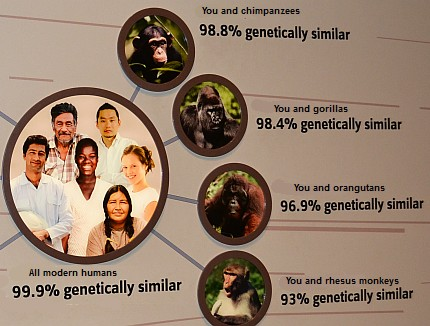 You and chimpanzees
98.8% genetically similar
You and gorillas
98.4% genetically similar
You and orangutans
96.9% genetically similar
All modern humans
99.9% genetically similar
You and rhesus monkeys
93% genetically similar